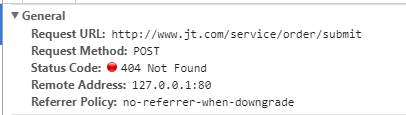 General
Request URL: http://www.jt.com/service/order/submit
Request Method: POST
Status Code: 404 Not Found
Remote Address: 127.0.0.1:80
Referrer Policy: no-referrer-when-downgrade